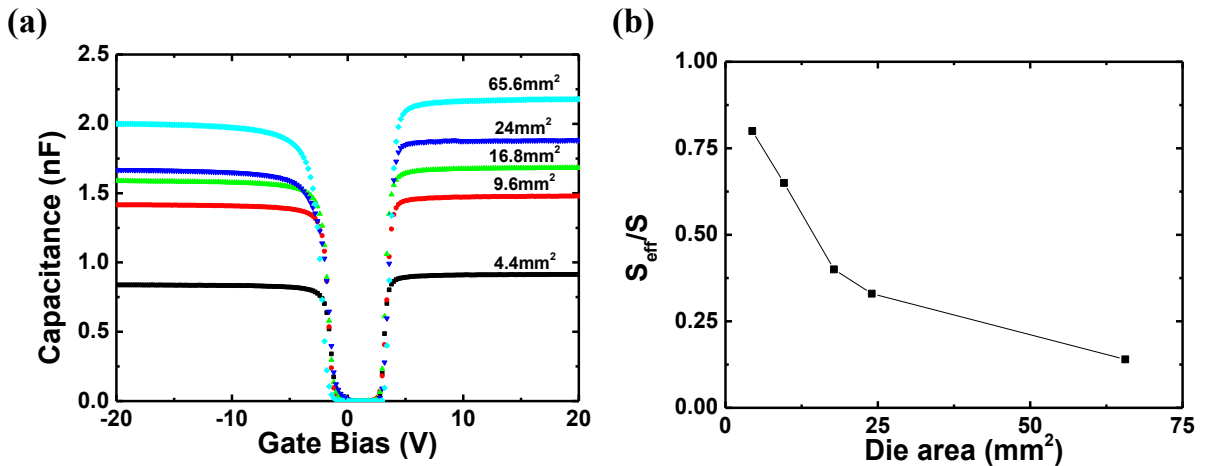 (a)
(b)
Capacitance (nF)
2.5
2.0
1.5
1.0
0.5
0.0
65.6mm²
24mm²
16.8mm²
9.6mm²
4.4mm²
-20 -10 0 10 20
Gate Bias (V)
S_eff/S
1.00
0.75
0.50
0.25
0.00
0 25 50 75
Die area (mm²)